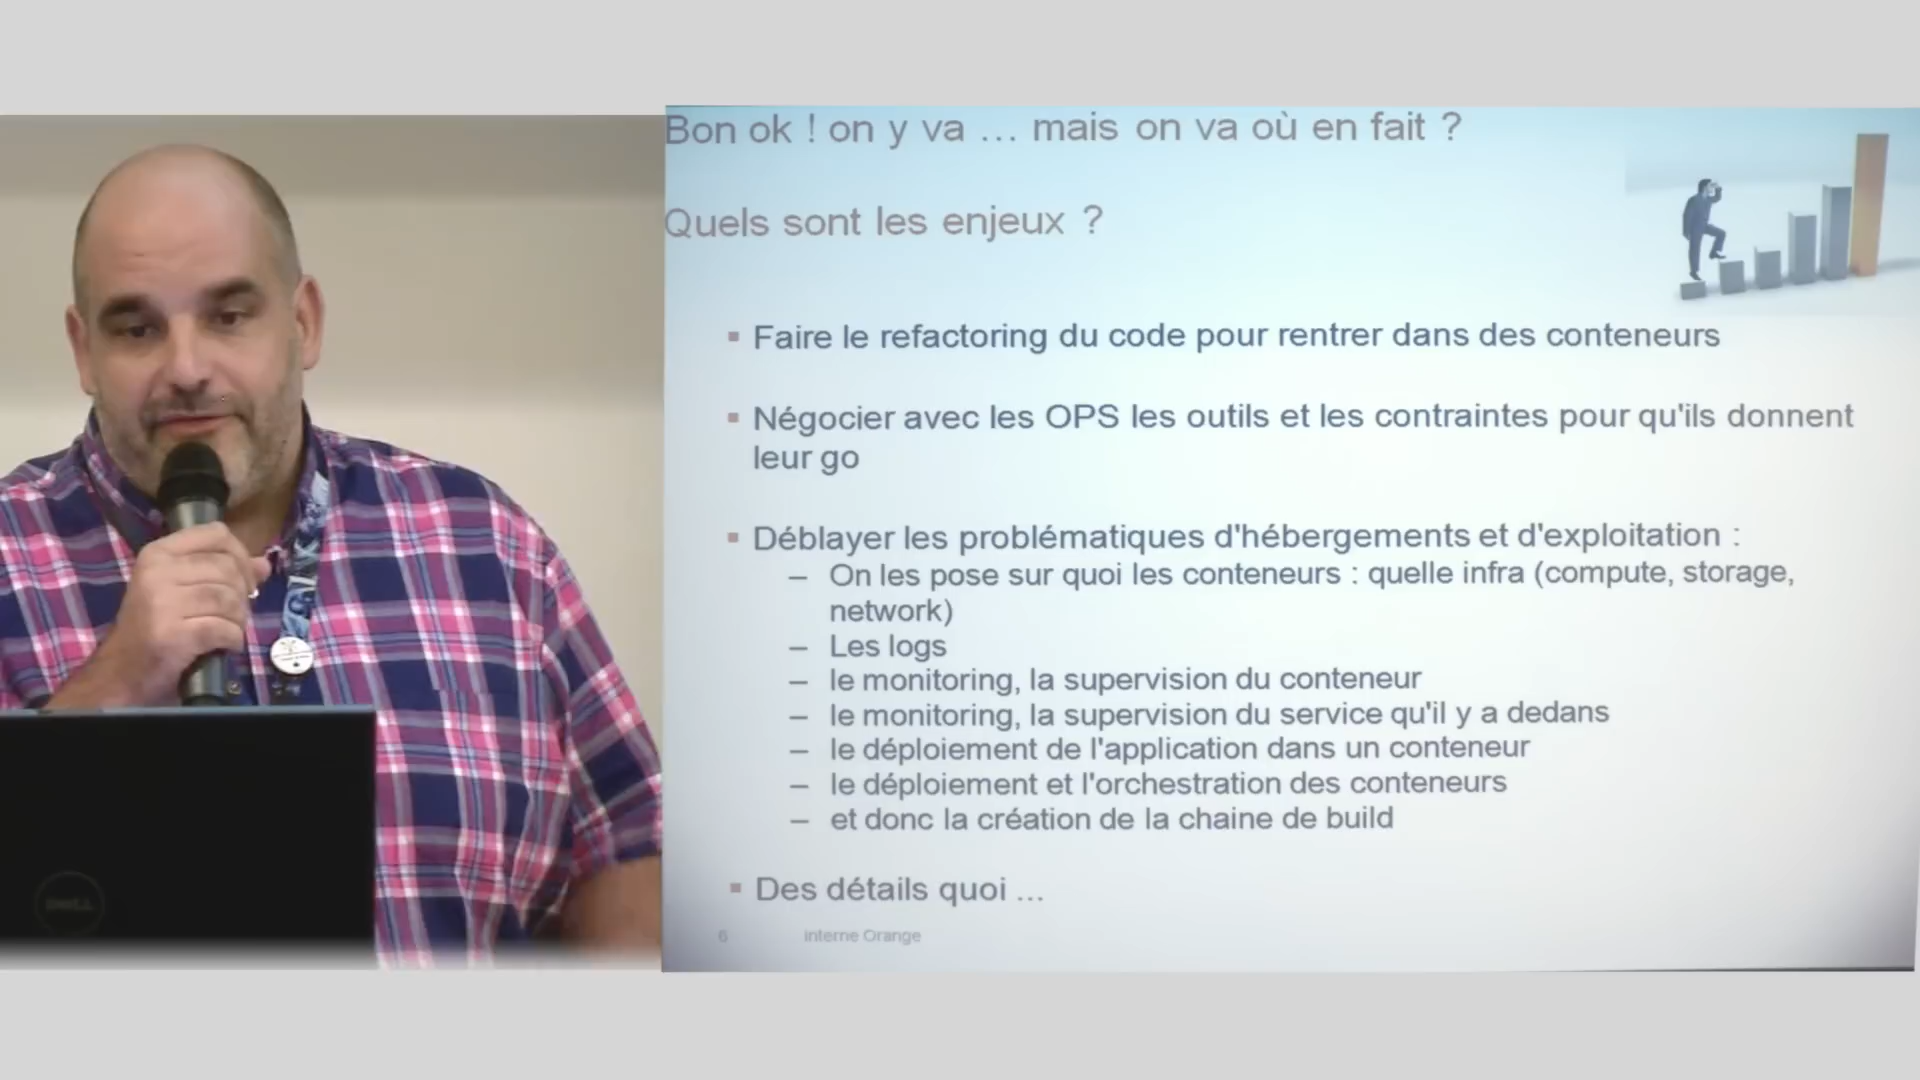 Bon ok ! on y va ... mais on va où en fait ?
Quels sont les enjeux ?
▪ Faire le refactoring du code pour rentrer dans des conteneurs
▪ Négocier avec les OPS les outils et les contraintes pour qu'ils donnent
leur go
▪ Déblayer les problématiques d'hébergements et d'exploitation :
– On les pose sur quoi les conteneurs : quelle infra (compute, storage,
network)
– Les logs
– le monitoring, la supervision du conteneur
– le monitoring, la supervision du service qu'il y a dedans
– le déploiement de l'application dans un conteneur
– le déploiement et l'orchestration des conteneurs
– et donc la création de la chaine de build
▪ Des détails quoi ...
6 Interne Orange
DELL